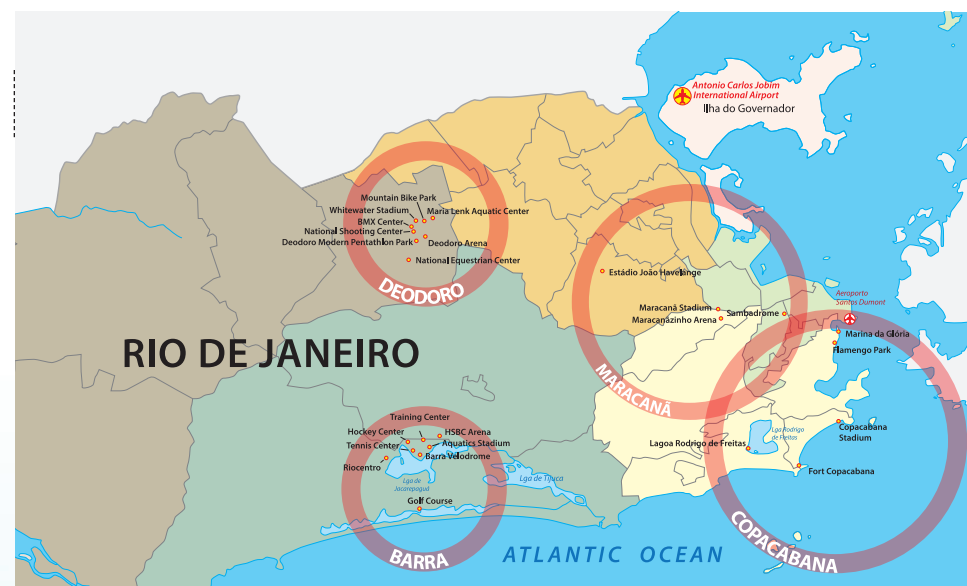 Antonio Carlos Jobim
International Airport
Ilha do Governador
Mountain Bike Park
Whitewater Stadium
Maria Lenk Aquatic Center
BMX Center
National Shooting Center
Deodoro Modern Pentathlon Park
Deodoro Arena
National Equestrian Center
DEODORO
Estádio João Havelange
Maracanã Stadium
Maracanãzinho Arena
Sambadrome
Aeroporto
Santos Dumont
Marina da Glória
Flamengo Park
RIO DE JANEIRO
MARACANÃ
Training Center
Hockey Center
HSBC Arena
Tennis Center
Aquatics Stadium
Barra Velodrome
Riocentro
Lga de
Jacarepaguá
Lga de Tijuca
Golf Course
BARRA
Lga Rodrigo
de Freitas
Lagoa Rodrigo de Freitas
Copacabana
Stadium
Fort Copacabana
COPACABANA
ATLANTIC OCEAN